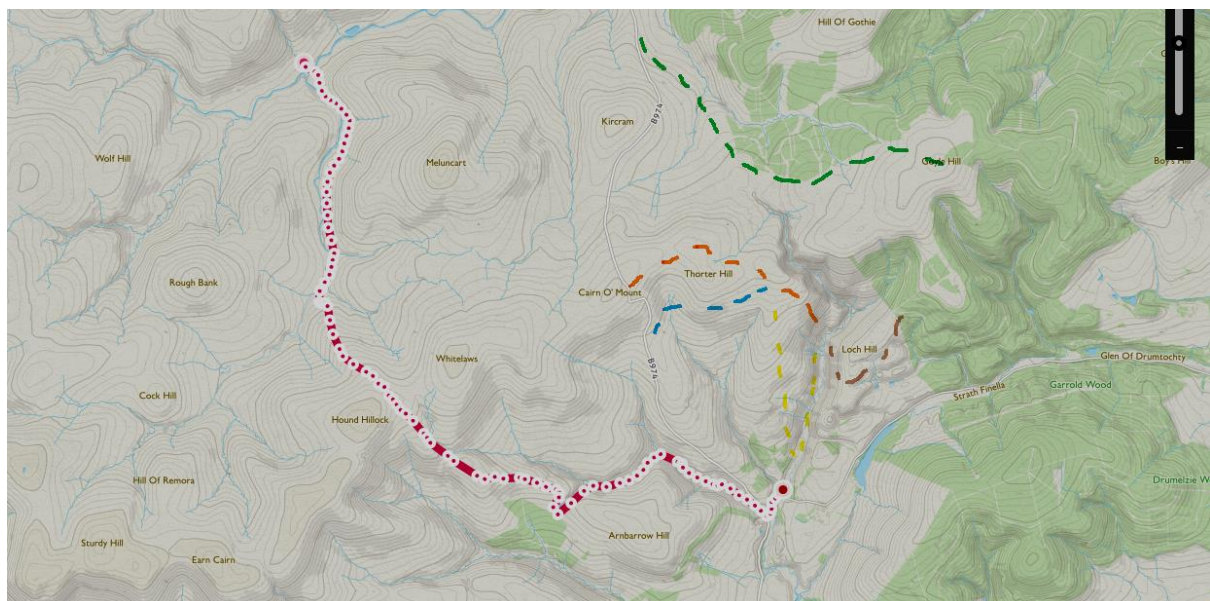 Hill Of Gothie
B974
Kircram
Wolf Hill
Meluncart
Goyle Hill
Thorter Hill
Rough Bank
Cairn O' Mount
Loch Hill
Whitelaws
B974
Glen Of Drumtochty
Garrold Wood
Strath Finella
Cock Hill
Hound Hillock
Hill Of Remora
Drumelzie W
Arnbarrow Hill
Sturdy Hill
Earn Cairn